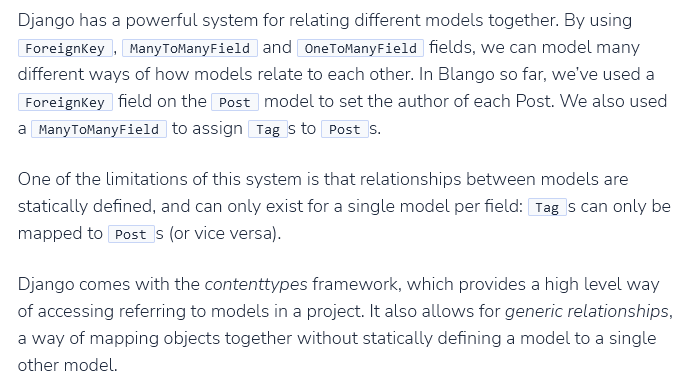 Django has a powerful system for relating different models together. By using
ForeignKey, ManyToManyField and OneToManyField fields, we can model many
different ways of how models relate to each other. In Blango so far, we’ve used a
ForeignKey field on the Post model to set the author of each Post. We also used
a ManyToManyField to assign Tag s to Post s.
One of the limitations of this system is that relationships between models are
statically defined, and can only exist for a single model per field: Tag s can only be
mapped to Post s (or vice versa).
Django comes with the contenttypes framework, which provides a high level way
of accessing referring to models in a project. It also allows for generic relationships,
a way of mapping objects together without statically defining a model to a single
other model.